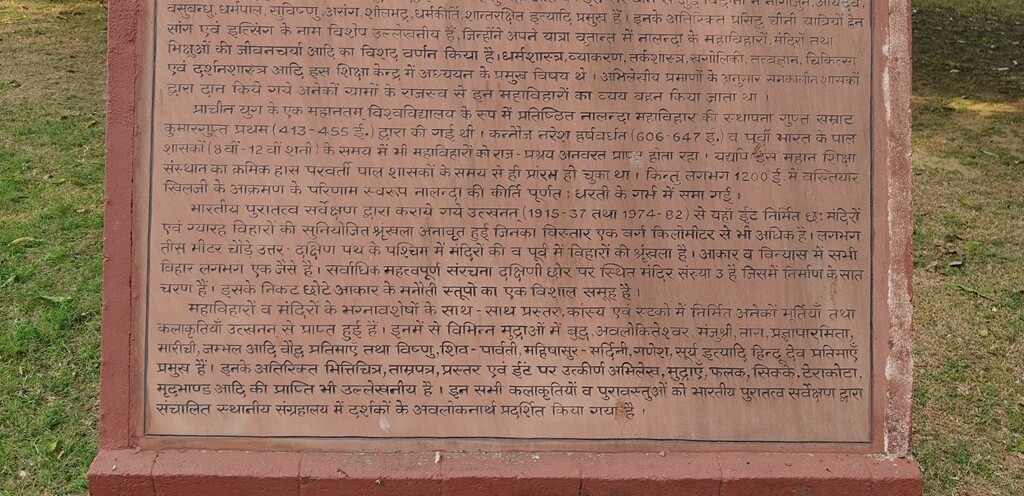 वसुबन्धु, धर्मपाल, सुविष्णु, असंग शीलभद्र, धर्मकीर्ति, शान्तरक्षित इत्यादि प्रमुख हैं। इनके अतिरिक्त प्रसिद्ध चीनी यात्रियों ह्वेन
सांग एवं इत्सिंग के नाम विशेष उल्लेखनीय हैं, जिन्होंने अपने यात्रा वृतान्त में नालन्दा के महाविहारों, मंदिरों तथा
भिक्षुओं की जीवनचर्या आदि का विशद वर्णन किया है। धर्मशास्त्र, व्याकरण, तर्कशास्त्र, खगोलिकी, तत्वज्ञान, चिकित्सा
एवं दर्शनशास्त्र आदि इस शिक्षा केन्द्र में अध्ययन के प्रमुख विषय थे। अभिलेखीय प्रमाणों के अनुसार समकालीन शासकों
द्वारा दान किये गये अनेकों ग्रामों के राजस्व से इन महाविहारों का व्यय वहन किया जाता था।
प्राचीन युग के एक महानतम विश्वविद्यालय के रूप में प्रतिष्ठित नालन्दा महाविहार की स्थापना गुप्त सम्राट
कुमारगुप्त प्रथम (413-455 ई.) द्वारा की गई थी। कन्नौज नरेश हर्षवर्धन (606-647 ई.) व पूर्वी भारत के पाल
शासकों (8वीं-12वीं शती) के समय में भी महाविहारों को राज-प्रश्रय अनवरत प्राप्त होता रहा। यद्यपि इस महान शिक्षा
संस्थान का क्रमिक हास परवर्ती पाल शासकों के समय से ही प्रारंभ हो चुका था। किन्तु लगभग 1200 ई. में वख्तियार
खिलजी के आक्रमण के परिणाम स्वरूप नालन्दा की कीर्ति पूर्णत: धरती के गर्भ में समा गई।
भारतीय पुरातत्व सर्वेक्षण द्वारा कराये गये उत्खनन (1915-37 तथा 1974-82) से यहाँ ईंट निर्मित छ: मंदिरों
एवं ग्यारह विहारों की सुनियोजित श्रृंखला अनावृत हुई जिनका विस्तार एक वर्ग किलोमीटर से भी अधिक है। लगभग
तीस मीटर चौड़े उत्तर-दक्षिण पथ के पश्चिम में मंदिरों की व पूर्व में विहारों की श्रृंखला है। आकार व विन्यास में सभी
विहार लगभग एक जैसे है। सर्वाधिक महत्वपूर्ण संरचना दक्षिणी छोर पर स्थित मंदिर संख्या 3 है जिसमें निर्माण के सात
चरण हैं। इसके निकट छोटे आकार के मनौती स्तूपों का एक विशाल समूह है।
महाविहारों व मंदिरों के भग्नावशेषों के साथ-साथ प्रस्तर, कांस्य एवं स्टको में निर्मित अनेकों मूर्तियाँ तथा
कलाकृतियाँ उत्खनन से प्राप्त हुई हैं। इनमें से विभिन्न मुद्राओं में बुद्ध, अवलोकितेश्वर मंजुश्री, तारा, प्रज्ञापारमिता,
मारीची, जम्भल आदि बौद्ध प्रतिमाएं तथा विष्णु, शिव-पार्वती, महिषासुर-मर्दिनी, गणेश, सूर्य इत्यादि हिन्दू देव प्रतिमाएँ
प्रमुख हैं। इनके अतिरिक्त भित्तिचित्र, ताम्रपत्र, प्रस्तर एवं ईंट पर उत्कीर्ण अभिलेख, मुद्राएँ, फलक, सिक्के, टेराकोटा,
मृदभाण्ड आदि की प्राप्ति भी उल्लेखनीय है। इन सभी कलाकृतियों व पुरावस्तुओं को भारतीय पुरातत्व सर्वेक्षण द्वारा
संचालित स्थानीय संग्रहालय में दर्शकों के अवलोकनार्थ प्रदर्शित किया गया है।